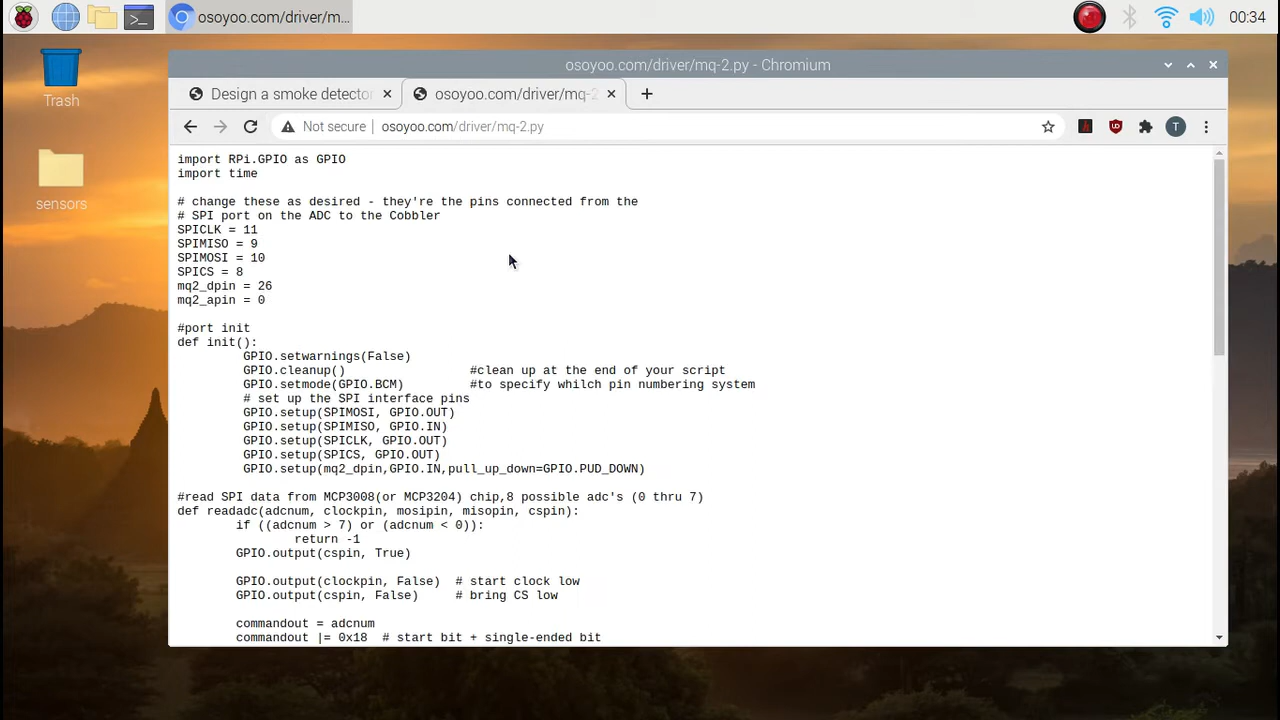 osoyoo.com/driver/m...
00:34
Trash
sensors
osoyoo.com/driver/mq-2.py - Chromium
Design a smoke detector
osoyoo.com/driver/mq-2
Not secure
osoyoo.com/driver/mq-2.py
T
import RPi.GPIO as GPIO
import time
# change these as desired - they're the pins connected from the
# SPI port on the ADC to the Cobbler
SPICLK = 11
SPIMISO = 9
SPIMOSI = 10
SPICS = 8
mq2_dpin = 26
mq2_apin = 0
#port init
def init():
GPIO.setwarnings(False)
GPIO.cleanup() #clean up at the end of your script
GPIO.setmode(GPIO.BCM) #to specify whilch pin numbering system
# set up the SPI interface pins
GPIO.setup(SPIMOSI, GPIO.OUT)
GPIO.setup(SPIMISO, GPIO.IN)
GPIO.setup(SPICLK, GPIO.OUT)
GPIO.setup(SPICS, GPIO.OUT)
GPIO.setup(mq2_dpin,GPIO.IN,pull_up_down=GPIO.PUD_DOWN)
#read SPI data from MCP3008(or MCP3204) chip,8 possible adc's (0 thru 7)
def readadc(adcnum, clockpin, mosipin, misopin, cspin):
if ((adcnum > 7) or (adcnum < 0)):
return -1
GPIO.output(cspin, True)
GPIO.output(clockpin, False) # start clock low
GPIO.output(cspin, False) # bring CS low
commandout = adcnum
commandout |= 0x18 # start bit + single-ended bit